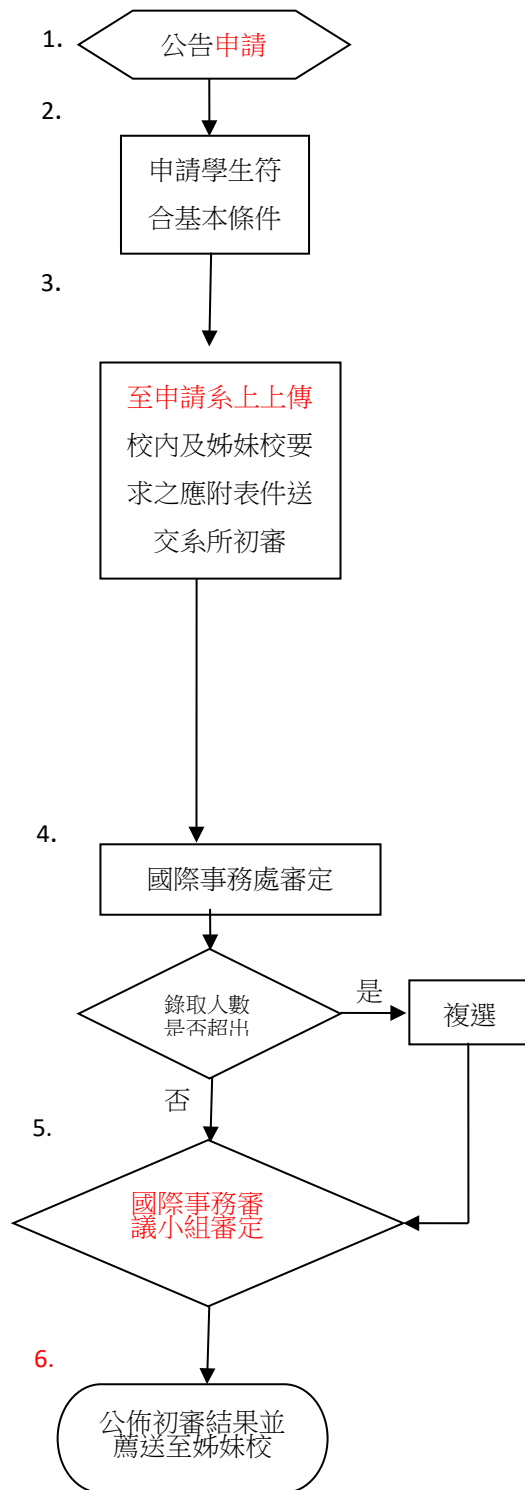 1.
公告申請
2.
申請學生符
合基本條件
3.
至申請系上上傳
校內及姊妹校要
求之應附表件送
交系所初審
4.
國際事務處審定
錄取人數
是否超出
是
複選
否
5.
國際事務審
議小組審定
6.
公佈初審結果並
薦送至姊妹校